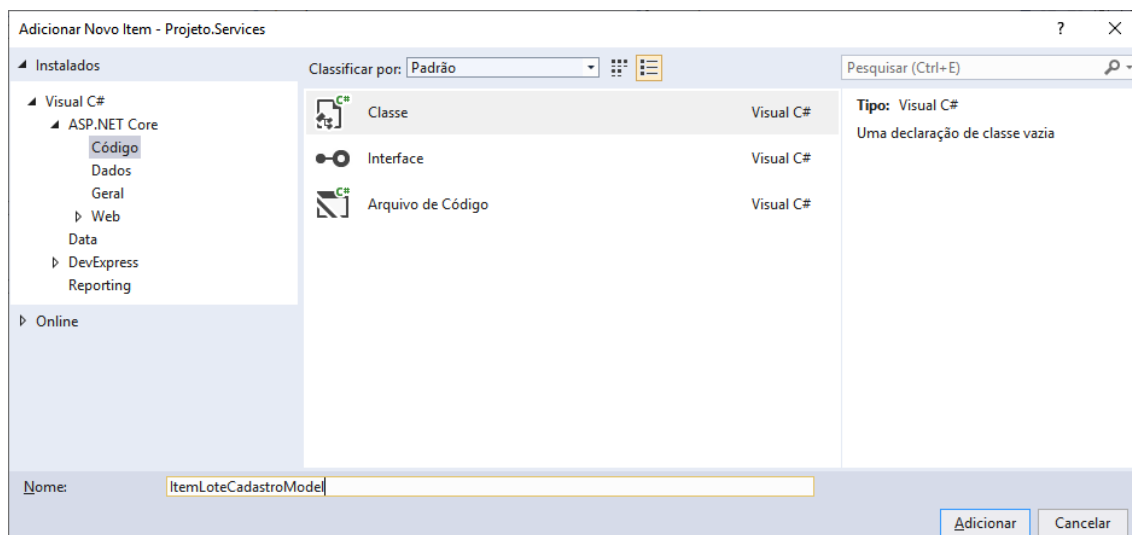 Adicionar Novo Item - Projeto.Services
?
Instalados
Classificar por: Padrão
Pesquisar (Ctrl+E)
Visual C#
ASP.NET Core
Código
Dados
Geral
Web
Data
DevExpress
Reporting
Online
C# Classe Visual C#
Interface Visual C#
C# Arquivo de Código Visual C#
Tipo: Visual C#
Uma declaração de classe vazia
Nome: ItemLoteCadastroModel
Adicionar Cancelar